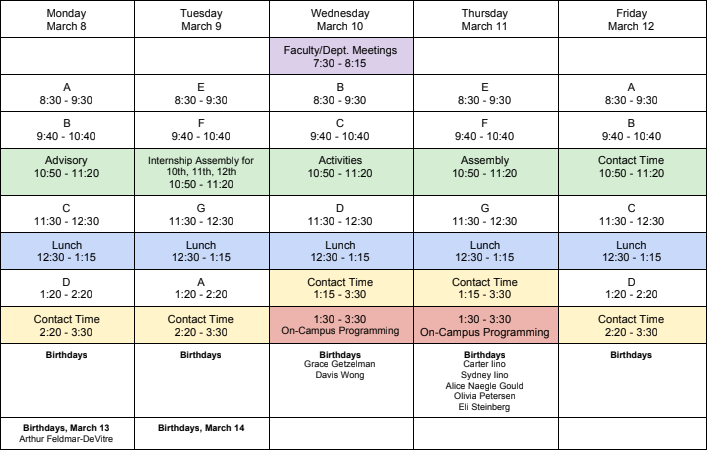 Monday
March 8
Tuesday
March 9
Wednesday
March 10
Thursday
March 11
Friday
March 12
Faculty/Dept. Meetings
7:30 - 8:15
A
8:30 - 9:30
E
8:30 - 9:30
B
8:30 - 9:30
E
8:30 - 9:30
A
8:30 - 9:30
B
9:40 - 10:40
F
9:40 - 10:40
C
9:40 - 10:40
F
9:40 - 10:40
B
9:40 - 10:40
Advisory
10:50 - 11:20
Internship Assembly for
10th, 11th, 12th
10:50 - 11:20
Activities
10:50 - 11:20
Assembly
10:50 - 11:20
Contact Time
10:50 - 11:20
C
11:30 - 12:30
G
11:30 - 12:30
D
11:30 - 12:30
G
11:30 - 12:30
C
11:30 - 12:30
Lunch
12:30 - 1:15
Lunch
12:30 - 1:15
Lunch
12:30 - 1:15
Lunch
12:30 - 1:15
Lunch
12:30 - 1:15
D
1:20 - 2:20
A
1:20 - 2:20
Contact Time
1:15 - 3:30
Contact Time
1:15 - 3:30
D
1:20 - 2:20
Contact Time
2:20 - 3:30
Contact Time
2:20 - 3:30
1:30 - 3:30
On-Campus Programming
1:30 - 3:30
On-Campus Programming
Contact Time
2:20 - 3:30
Birthdays
Birthdays
Birthdays
Grace Getzelman
Davis Wong
Birthdays
Carter Iino
Sydney Iino
Alice Naegle Gould
Olivia Petersen
Eli Steinberg
Birthdays
Birthdays, March 13
Arthur Feldmar-DeVitre
Birthdays, March 14